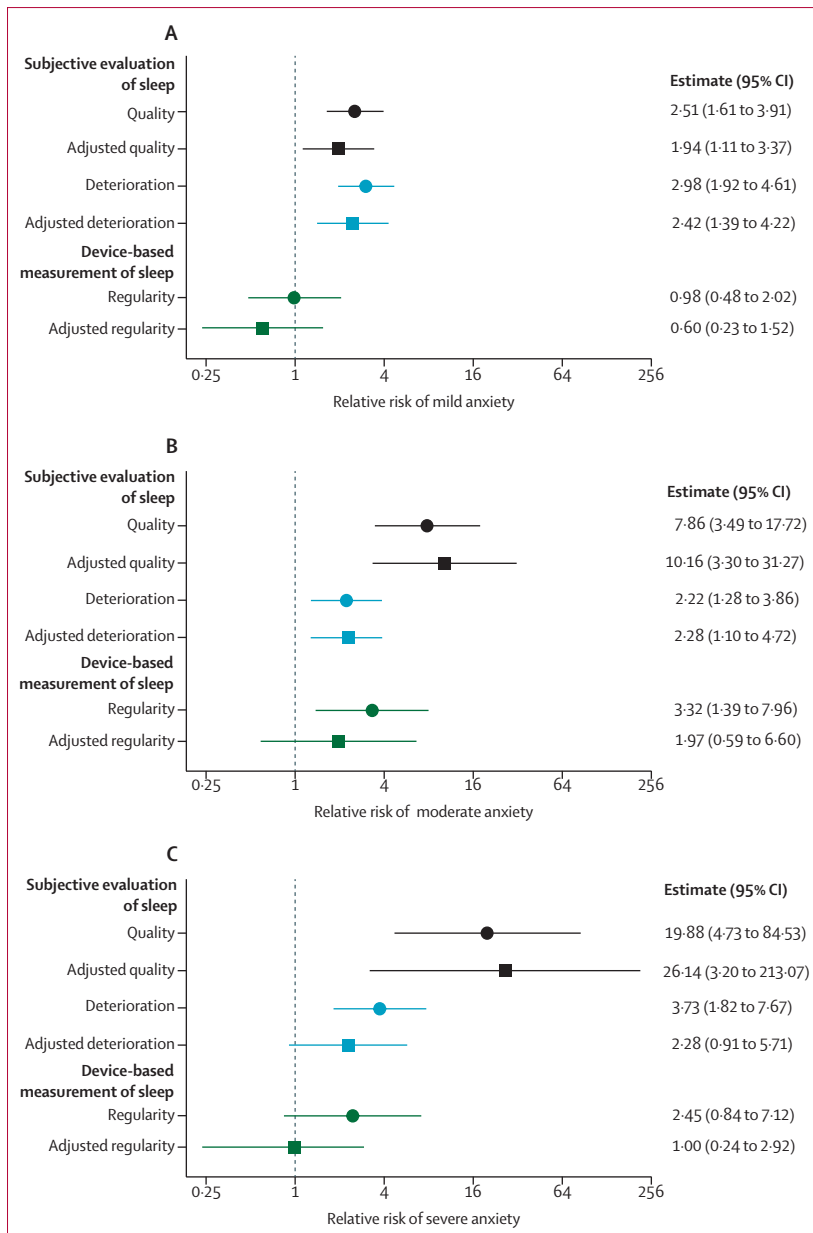 A
Subjective evaluation
of sleep
Estimate (95% CI)
Quality
2·51 (1·61 to 3·91)
Adjusted quality
1·94 (1·11 to 3·37)
Deterioration
2·98 (1·92 to 4·61)
Adjusted deterioration
2·42 (1·39 to 4·22)
Device-based
measurement of sleep
Regularity
0·98 (0·48 to 2·02)
Adjusted regularity
0·60 (0·23 to 1·52)
0·25 1 4 16 64 256
Relative risk of mild anxiety
B
Subjective evaluation
of sleep
Estimate (95% CI)
Quality
7·86 (3·49 to 17·72)
Adjusted quality
10·16 (3·30 to 31·27)
Deterioration
2·22 (1·28 to 3·86)
Adjusted deterioration
2·28 (1·10 to 4·72)
Device-based
measurement of sleep
Regularity
3·32 (1·39 to 7·96)
Adjusted regularity
1·97 (0·59 to 6·60)
0·25 1 4 16 64 256
Relative risk of moderate anxiety
C
Subjective evaluation
of sleep
Estimate (95% CI)
Quality
19·88 (4·73 to 84·53)
Adjusted quality
26·14 (3·20 to 213·07)
Deterioration
3·73 (1·82 to 7·67)
Adjusted deterioration
2·28 (0·91 to 5·71)
Device-based
measurement of sleep
Regularity
2·45 (0·84 to 7·12)
Adjusted regularity
1·00 (0·24 to 2·92)
0·25 1 4 16 64 256
Relative risk of severe anxiety